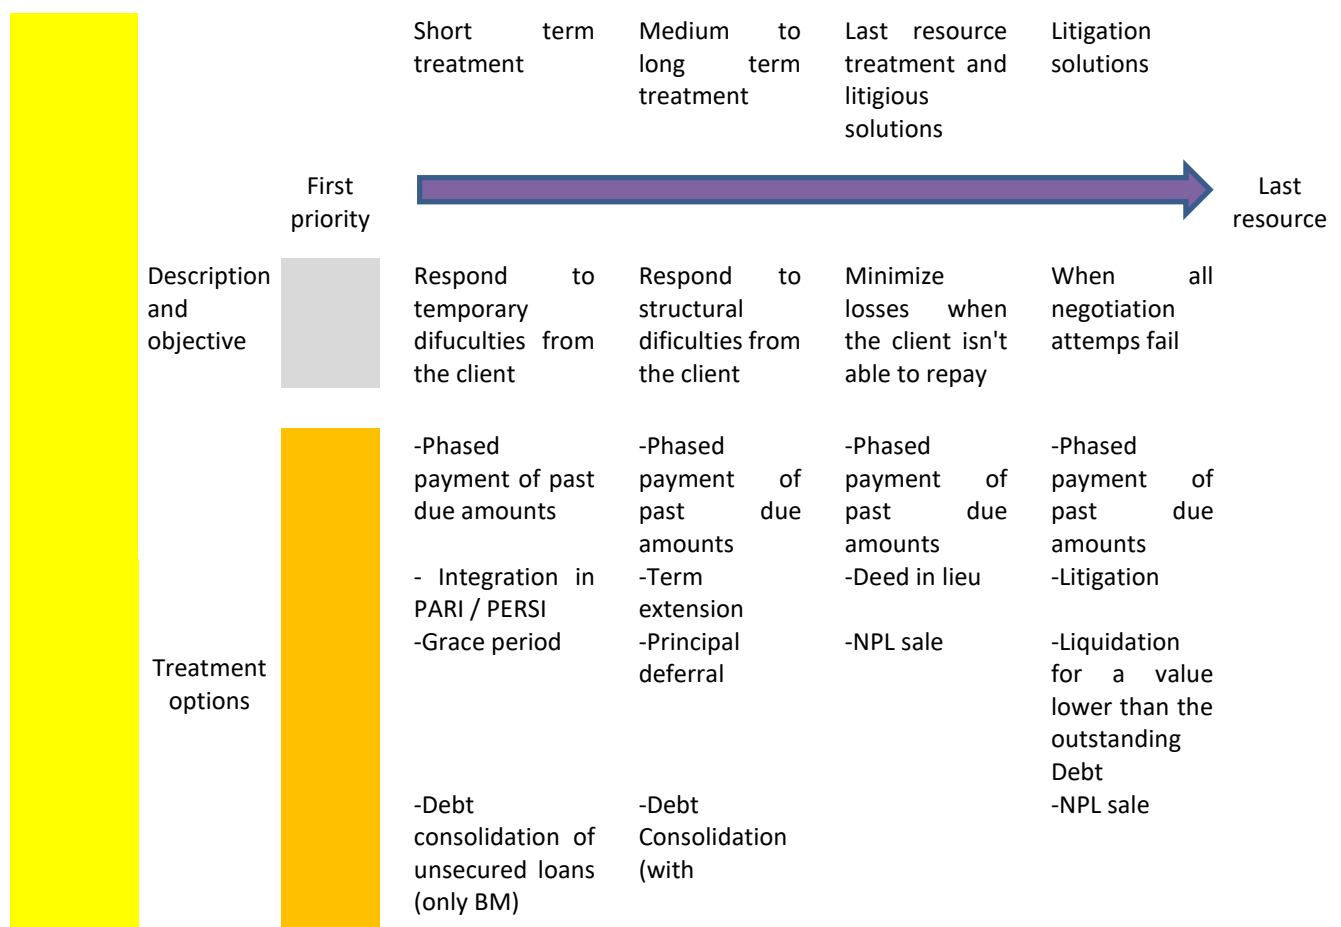 Short term
treatment
Medium to
long term
treatment
Last resource
treatment and
litigious
solutions
Litigation
solutions
First
priority
Last
resource
Description
and
objective
Respond to
temporary
difuculties from
the client
Respond to
structural
dificulties from
the client
Minimize
losses when
the client isn't
able to repay
When all
negotiation
attemps fail
Treatment
options
-Phased
payment of past
due amounts
-Phased
payment of
past due
amounts
-Phased
payment of
past due
amounts
-Phased
payment of
past due
amounts
- Integration in
PARI / PERSI
-Term
extension
-Deed in lieu
-Litigation
-Grace period
-Principal
deferral
-NPL sale
-Liquidation
for a value
lower than the
outstanding
Debt
-Debt
consolidation of
unsecured loans
(only BM)
-Debt
Consolidation
(with
-NPL sale